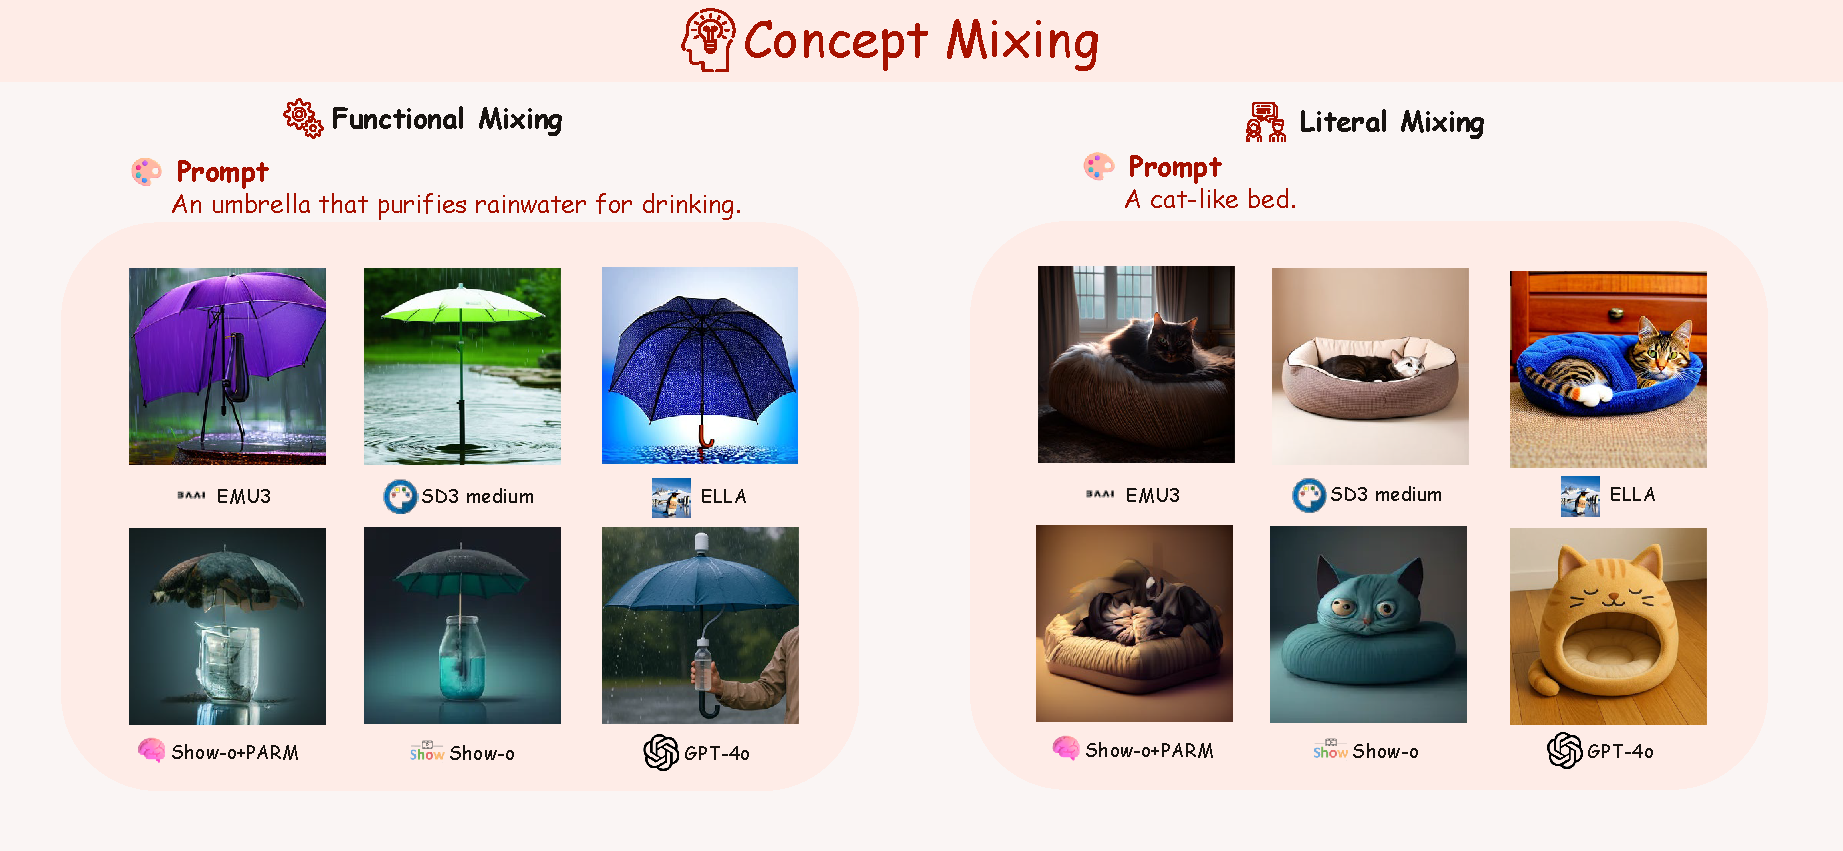 Concept Mixing
Functional Mixing
Prompt
An umbrella that purifies rainwater for drinking.
BAAI EMU3
SD3 medium
ELLA
Show-o+PARM
Show Show-o
GPT-4o
Literal Mixing
Prompt
A cat-like bed.
BAAI EMU3
SD3 medium
ELLA
Show-o+PARM
Show Show-o
GPT-4o